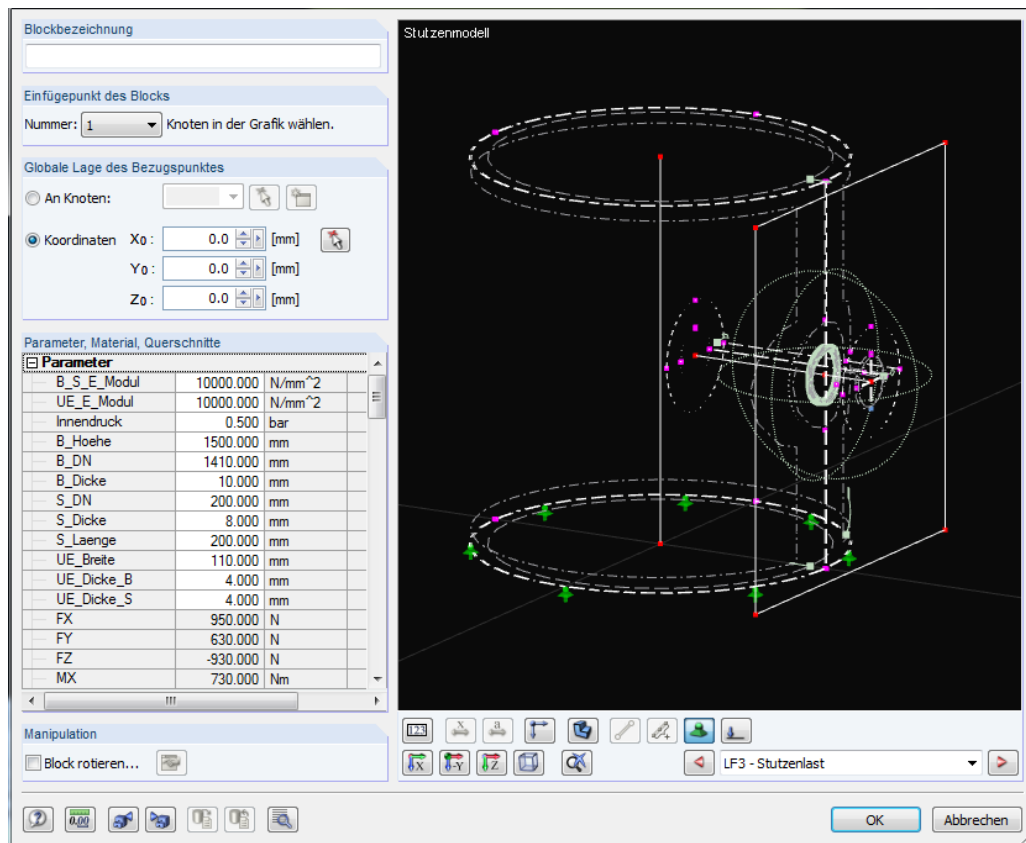 Blockbezeichnung
Einfügepunkt des Blocks
Nummer: 1 Knoten in der Grafik wählen.
Globale Lage des Bezugspunktes
An Knoten:
Koordinaten X0 : 0.0 [mm]
Y0 : 0.0 [mm]
Z0 : 0.0 [mm]
Parameter, Material, Querschnitte
Parameter
B_S_E_Modul 10000.000 N/mm^2
UE_E_Modul 10000.000 N/mm^2
Innendruck 0.500 bar
B_Hoehe 1500.000 mm
B_DN 1410.000 mm
B_Dicke 10.000 mm
S_DN 200.000 mm
S_Dicke 8.000 mm
S_Laenge 200.000 mm
UE_Breite 110.000 mm
UE_Dicke_B 4.000 mm
UE_Dicke_S 4.000 mm
FX 950.000 N
FY 630.000 N
FZ -930.000 N
MX 730.000 Nm
Manipulation
Block rotieren...
Stutzenmodell
123 x a
X -Y Z LF3 - Stutzenlast
0.00 OK Abbrechen